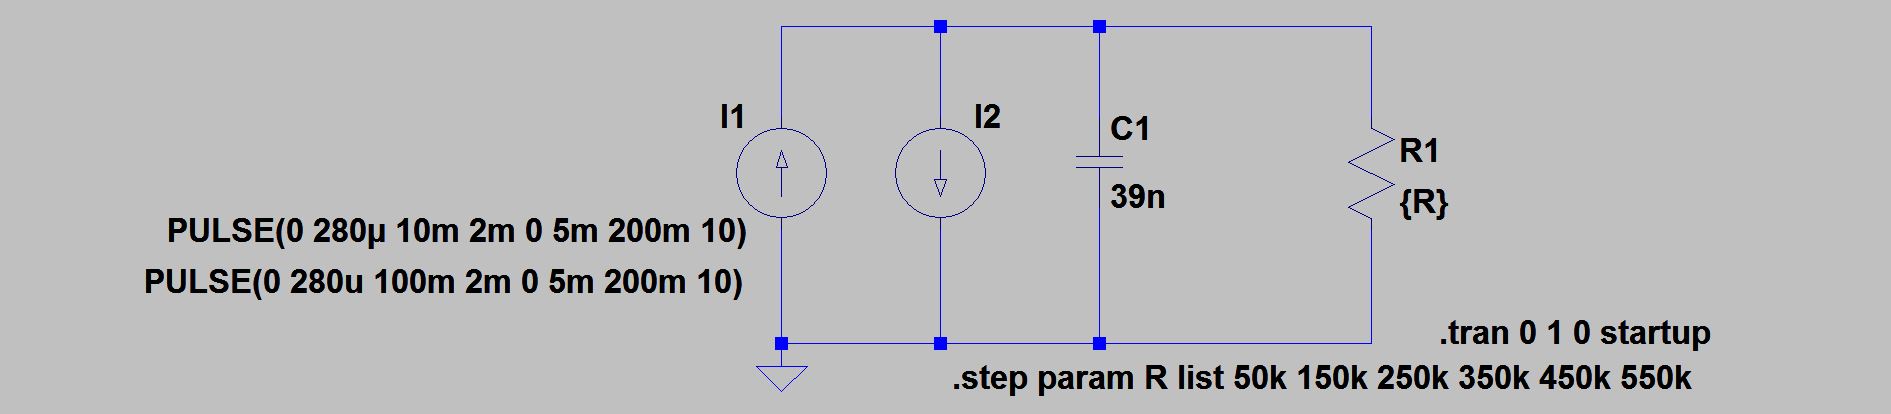 I1
I2
C1
39n
R1
{R}
PULSE(0 280µ 10m 2m 0 5m 200m 10)
PULSE(0 280u 100m 2m 0 5m 200m 10)
.tran 0 1 0 startup
.step param R list 50k 150k 250k 350k 450k 550k